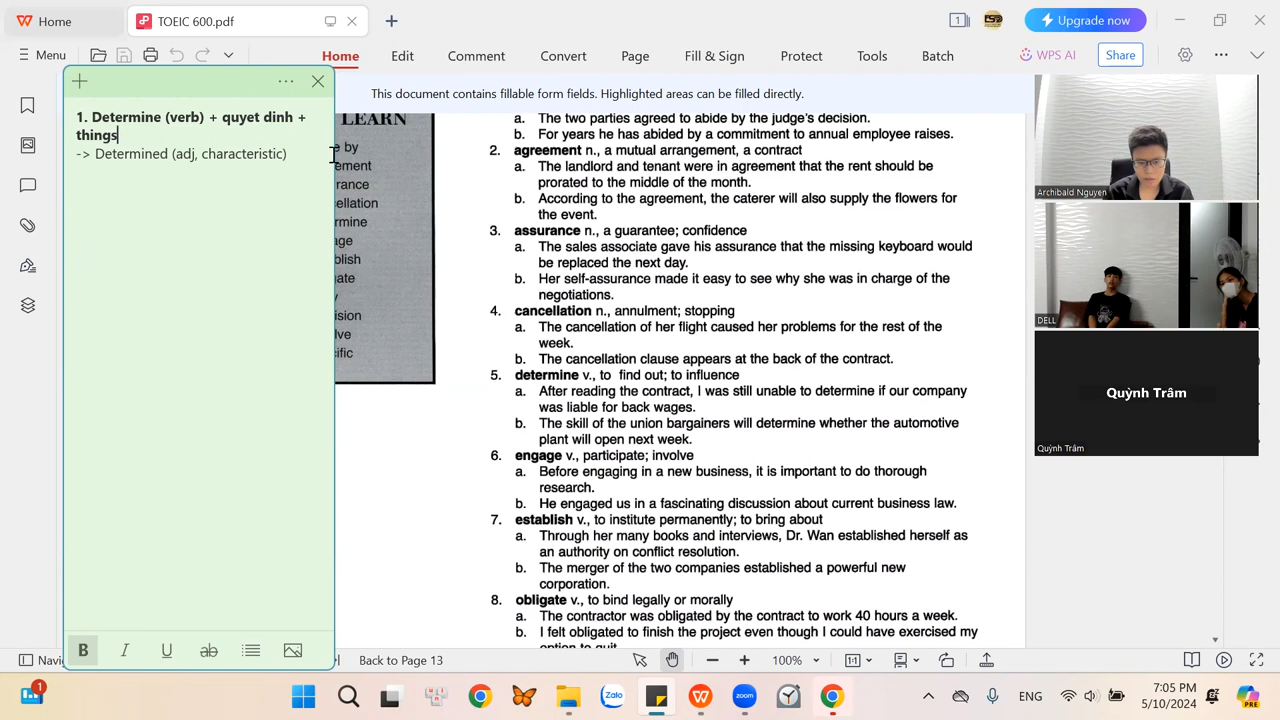 Home
TOEIC 600.pdf
1
Upgrade now
Menu
Home
Edit
Comment
Convert
Page
Fill & Sign
Protect
Tools
Batch
WPS AI
Share
This document contains fillable form fields. Highlighted areas can be filled directly.
1. Determine (verb) + quyet dinh +
things
-> Determined (adj, characteristic)
LEARN
e by
ement
rance
ellation
rmine
age
blish
ate
y
ision
lve
ific
a. The two parties agreed to abide by the judge's decision.
b. For years he has abided by a commitment to annual employee raises.
2. agreement n., a mutual arrangement, a contract
a. The landlord and tenant were in agreement that the rent should be
prorated to the middle of the month.
b. According to the agreement, the caterer will also supply the flowers for
the event.
3. assurance n., a guarantee; confidence
a. The sales associate gave his assurance that the missing keyboard would
be replaced the next day.
b. Her self-assurance made it easy to see why she was in charge of the
negotiations.
4. cancellation n., annulment; stopping
a. The cancellation of her flight caused her problems for the rest of the
week.
b. The cancellation clause appears at the back of the contract.
5. determine v., to find out; to influence
a. After reading the contract, I was still unable to determine if our company
was liable for back wages.
b. The skill of the union bargainers will determine whether the automotive
plant will open next week.
6. engage v., participate; involve
a. Before engaging in a new business, it is important to do thorough
research.
b. He engaged us in a fascinating discussion about current business law.
7. establish v., to institute permanently; to bring about
a. Through her many books and interviews, Dr. Wan established herself as
an authority on conflict resolution.
b. The merger of the two companies established a powerful new
corporation.
8. obligate v., to bind legally or morally
a. The contractor was obligated by the contract to work 40 hours a week.
b. I felt obligated to finish the project even though I could have exercised my
option to quit.
Archibald Nguyen
DELL
Quỳnh Trâm
Quỳnh Trâm
B I U ab
Navi
Back to Page 13
100%
1:1
1
Zalo
zoom
ENG
7:05 PM
5/10/2024
PRE